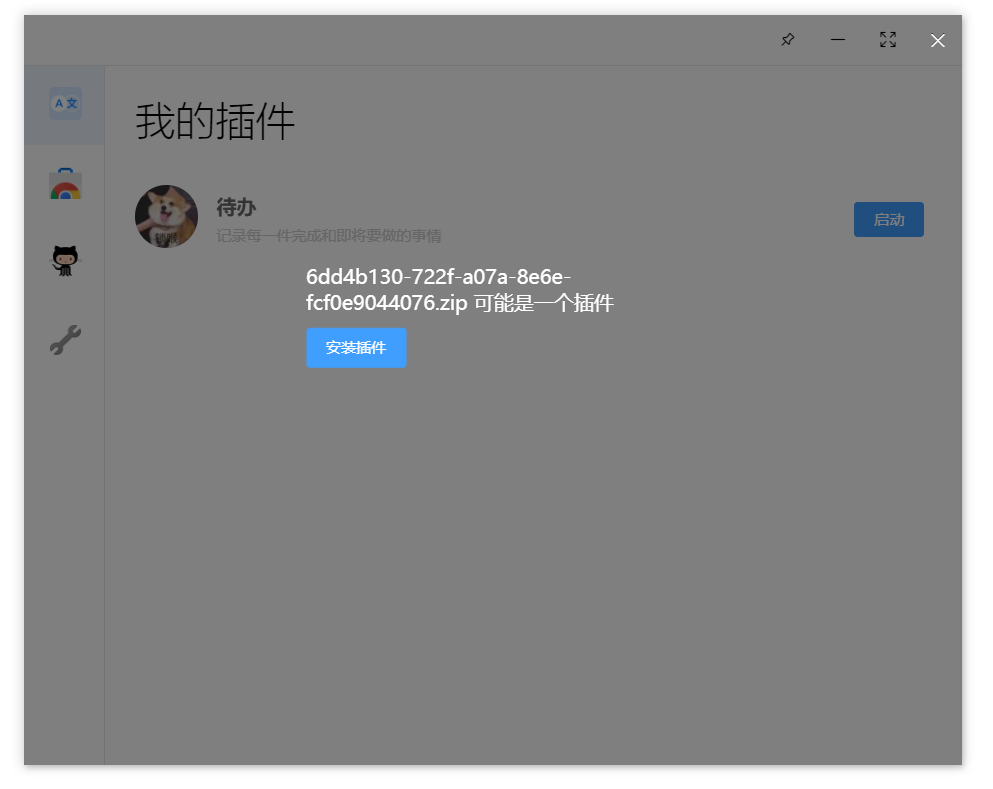 A 文
我的插件
待办
记录每一件完成和即将要做的事情
启动
6dd4b130-722f-a07a-8e6e-
fcf0e9044076.zip 可能是一个插件
安装插件